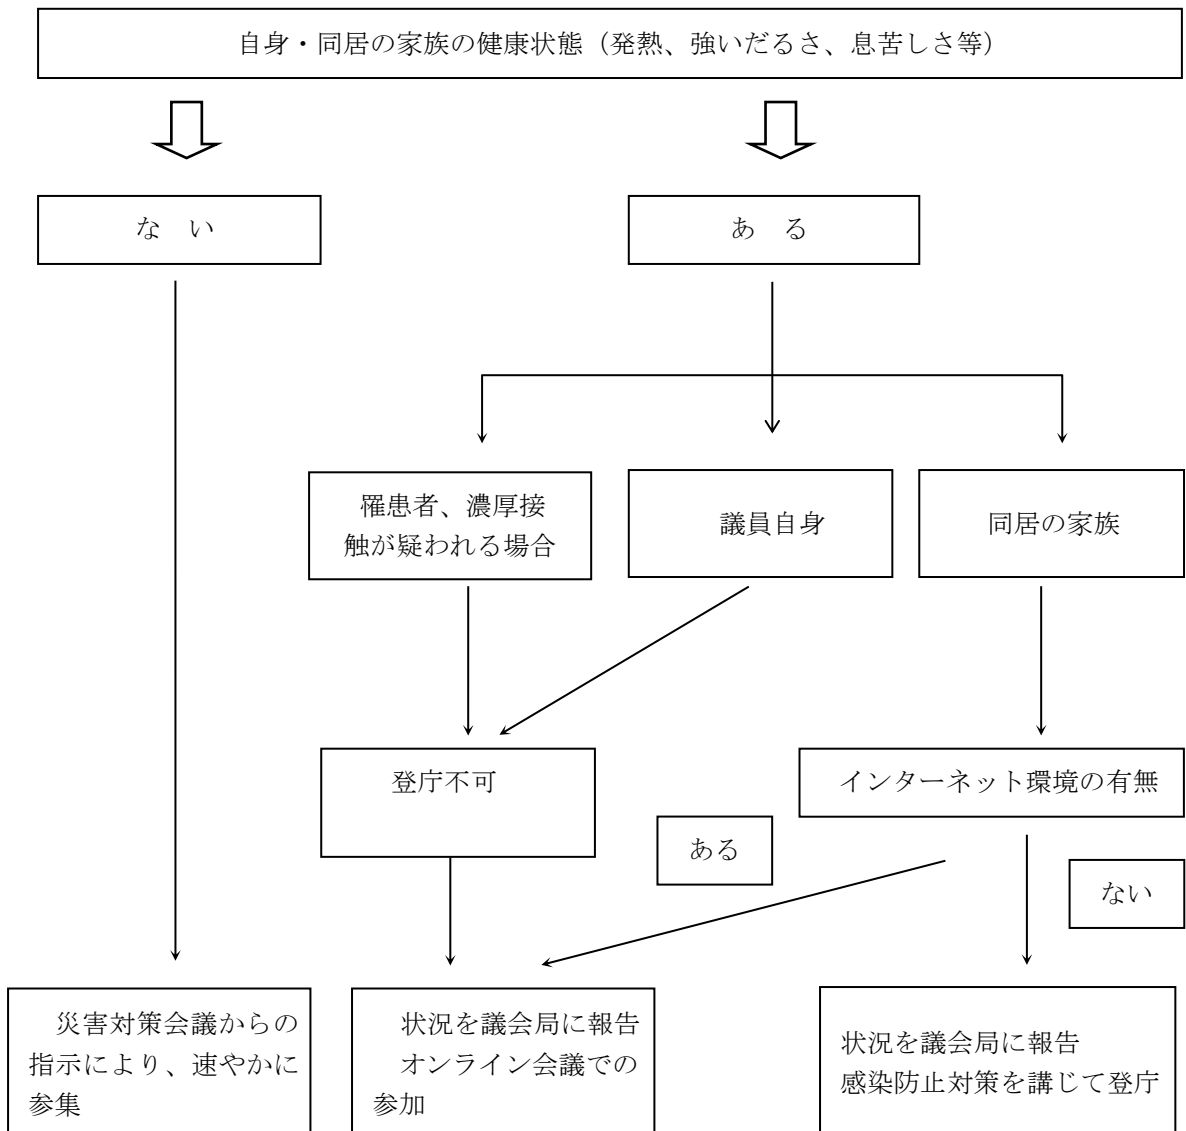 自身・同居の家族の健康状態（発熱、強いだるさ、息苦しさ等）
な　い
あ　る
罹患者、濃厚接
触が疑われる場合
議員自身
同居の家族
登庁不可
インターネット環境の有無
ある
ない
災害対策会議からの
指示により、速やかに
参集
状況を議会局に報告
オンライン会議での
参加
状況を議会局に報告
感染防止対策を講じて登庁